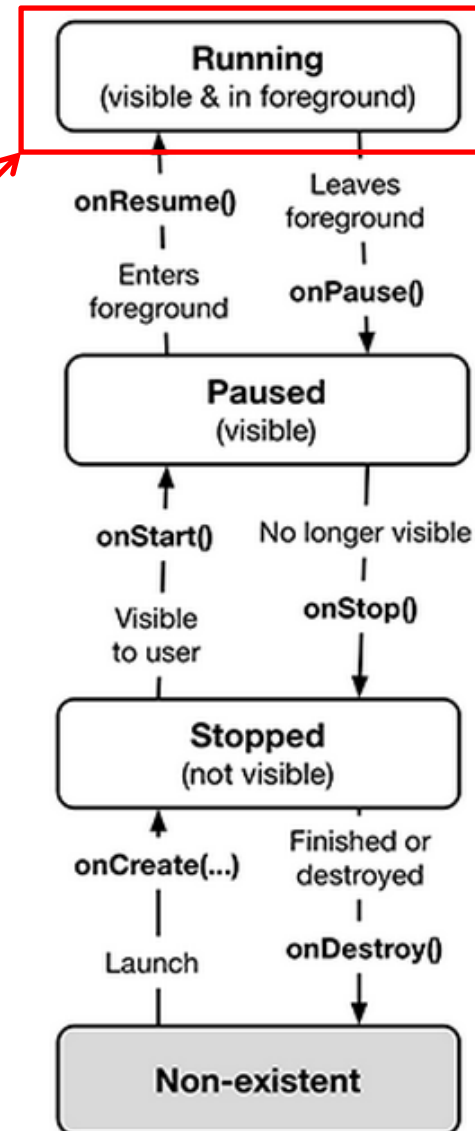 Running
(visible & in foreground)
onResume()
Enters
foreground
Leaves
foreground
onPause()
Paused
(visible)
onStart()
Visible
to user
No longer visible
onStop()
Stopped
(not visible)
onCreate(...)
Launch
Finished or
destroyed
onDestroy()
Non-existent